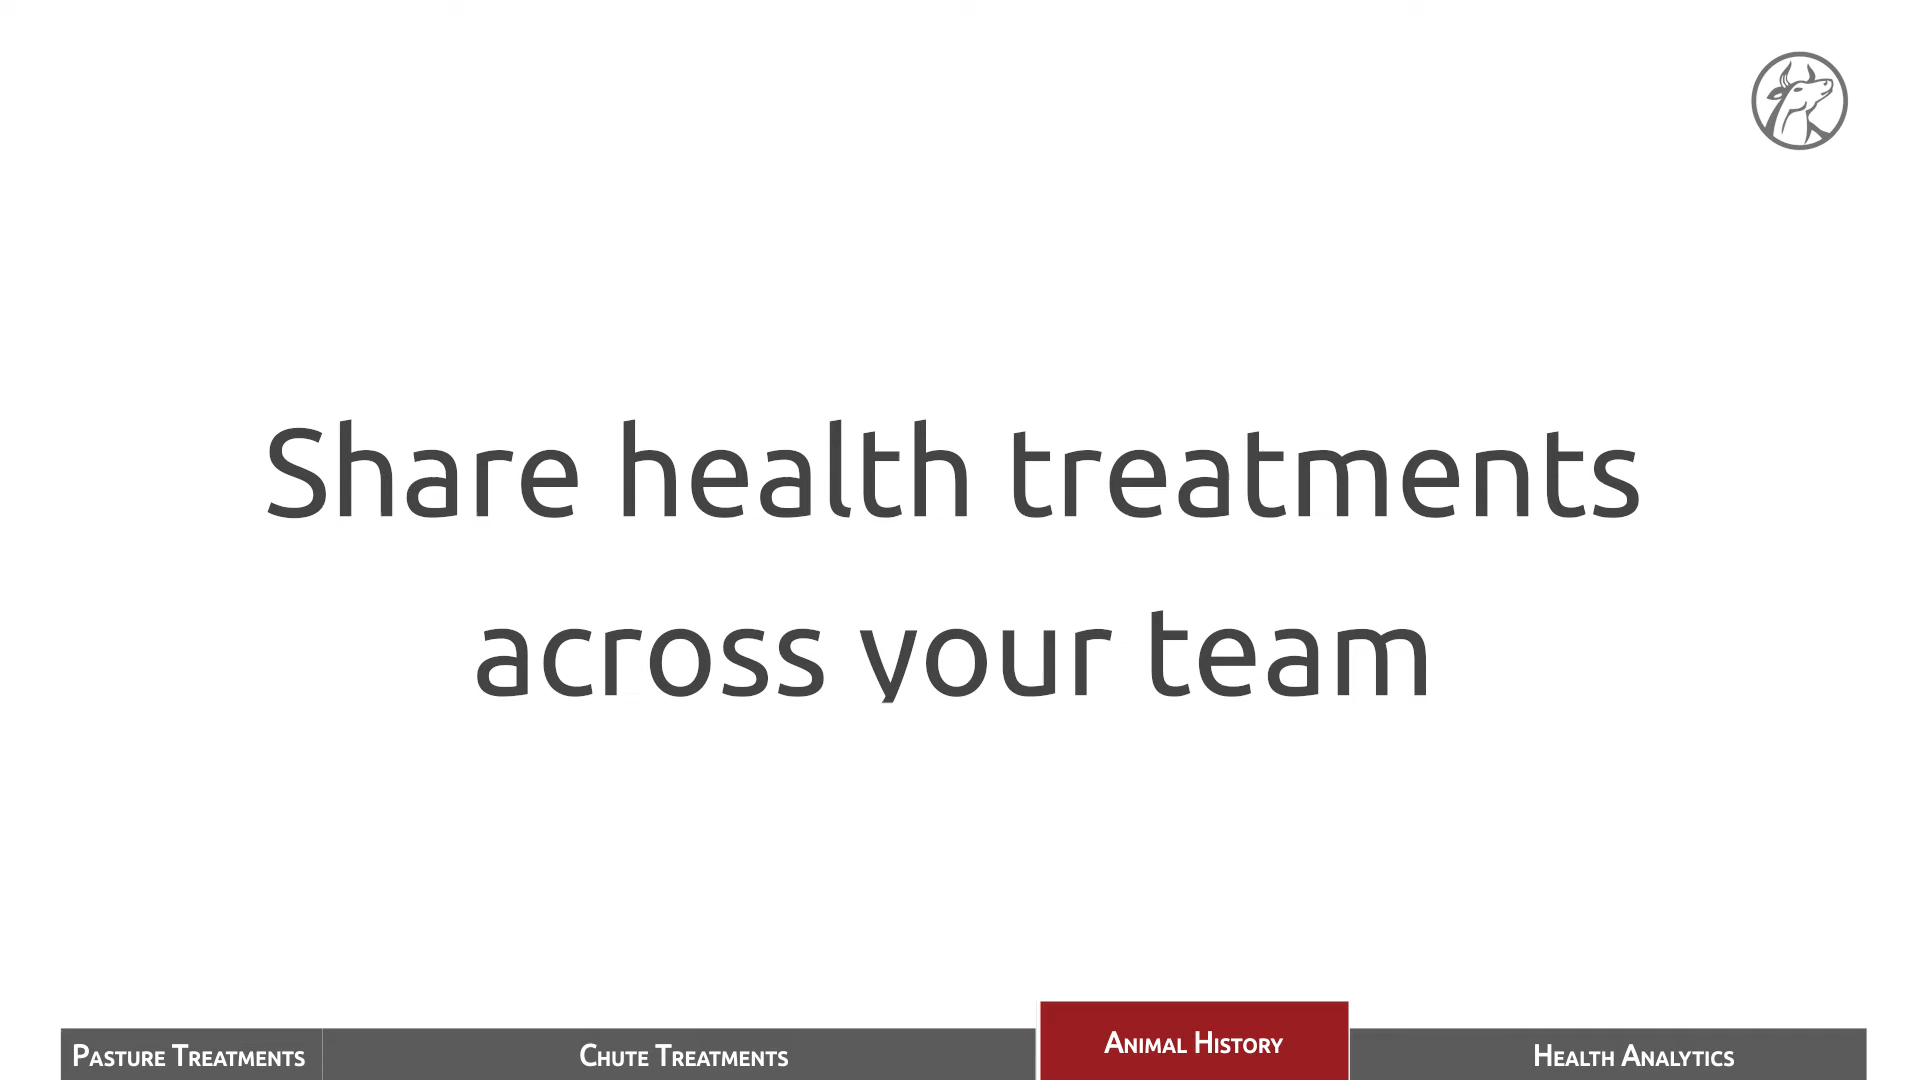 Share health treatments
across your team
Pasture Treatments
Chute Treatments
Animal History
Health Analytics